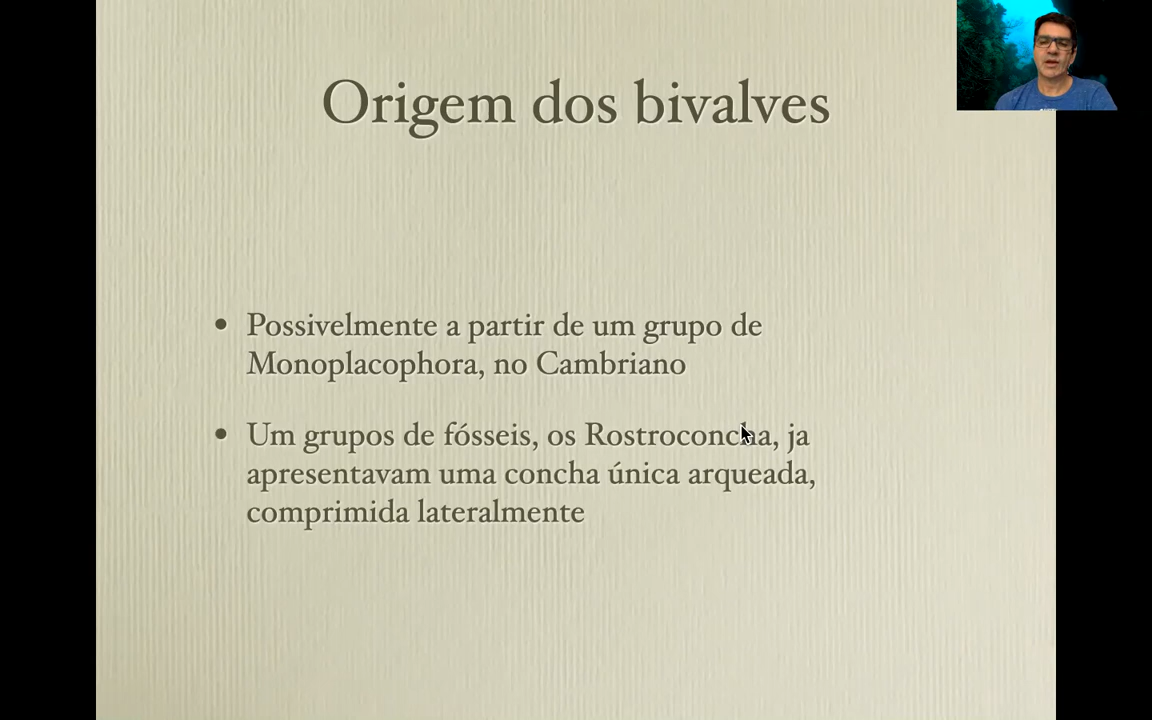 Origem dos bivalves
• Possivelmente a partir de um grupo de
Monoplacophora, no Cambriano
• Um grupos de fósseis, os Rostroconcha, ja
apresentavam uma concha única arqueada,
comprimida lateralmente